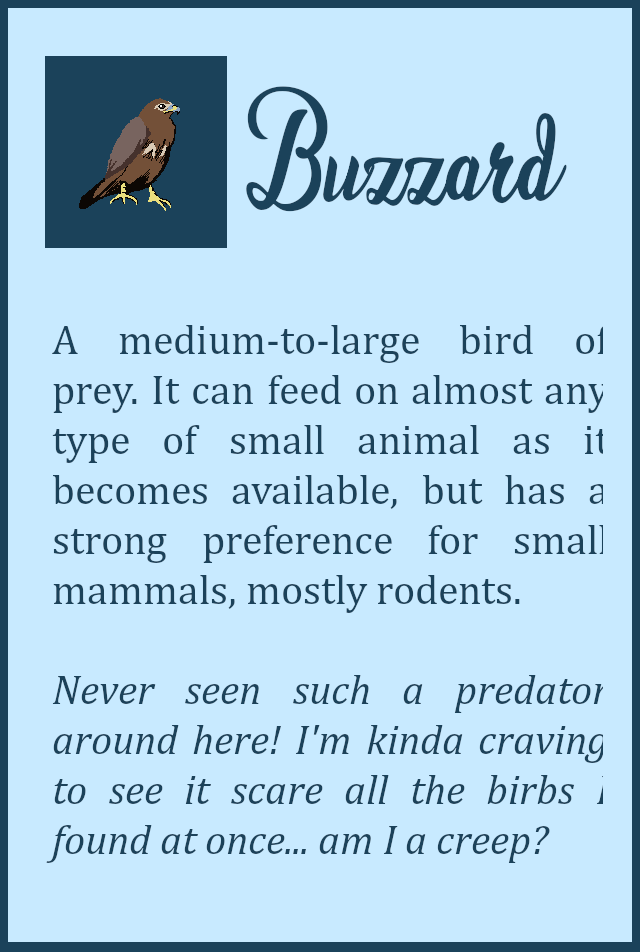 Buzzard
A medium-to-large bird of
prey. It can feed on almost any
type of small animal as it
becomes available, but has a
strong preference for small
mammals, mostly rodents.
Never seen such a predator
around here! I'm kinda craving
to see it scare all the birbs I
found at once... am I a creep?